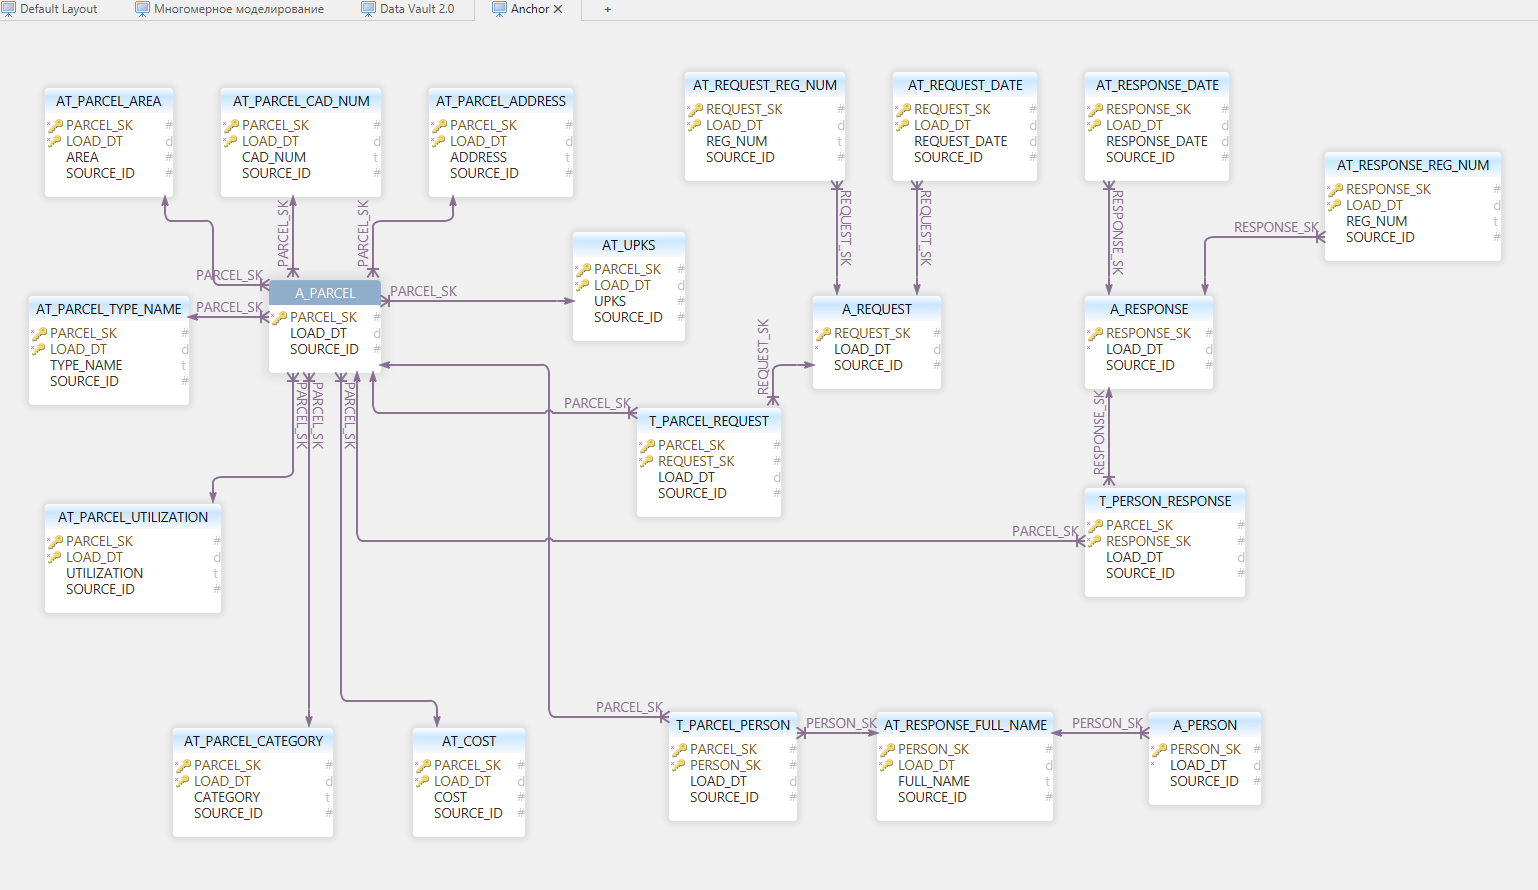 Default Layout
Многомерное моделирование
Data Vault 2.0
Anchor
+
AT_PARCEL_AREA
PARCEL_SK #
LOAD_DT d
AREA #
SOURCE_ID #
AT_PARCEL_CAD_NUM
PARCEL_SK #
LOAD_DT d
CAD_NUM t
SOURCE_ID #
AT_PARCEL_ADDRESS
PARCEL_SK #
LOAD_DT d
ADDRESS t
SOURCE_ID #
AT_REQUEST_REG_NUM
REQUEST_SK #
LOAD_DT d
REG_NUM t
SOURCE_ID #
AT_REQUEST_DATE
REQUEST_SK #
LOAD_DT d
REQUEST_DATE d
SOURCE_ID #
AT_RESPONSE_DATE
RESPONSE_SK #
LOAD_DT d
RESPONSE_DATE d
SOURCE_ID #
AT_RESPONSE_REG_NUM
RESPONSE_SK #
LOAD_DT d
REG_NUM t
SOURCE_ID #
PARCEL_SK
PARCEL_SK
REQUEST_SK
REQUEST_SK
RESPONSE_SK
RESPONSE_SK
AT_UPKS
PARCEL_SK #
LOAD_DT d
UPKS #
SOURCE_ID #
PARCEL_SK
PARCEL_SK
PARCEL_SK
A_PARCEL
PARCEL_SK #
LOAD_DT d
SOURCE_ID #
AT_PARCEL_TYPE_NAME
PARCEL_SK #
LOAD_DT d
TYPE_NAME t
SOURCE_ID #
A_REQUEST
REQUEST_SK #
LOAD_DT d
SOURCE_ID #
A_RESPONSE
RESPONSE_SK #
LOAD_DT d
SOURCE_ID #
REQUEST_SK
PARCEL_SK
PARCEL_SK
PARCEL_SK
PARCEL_SK
RESPONSE_SK
T_PARCEL_REQUEST
PARCEL_SK #
REQUEST_SK #
LOAD_DT d
SOURCE_ID #
T_PERSON_RESPONSE
PARCEL_SK #
RESPONSE_SK #
LOAD_DT d
SOURCE_ID #
PARCEL_SK
AT_PARCEL_UTILIZATION
PARCEL_SK #
LOAD_DT d
UTILIZATION t
SOURCE_ID #
PARCEL_SK
PERSON_SK
PERSON_SK
AT_PARCEL_CATEGORY
PARCEL_SK #
LOAD_DT d
CATEGORY t
SOURCE_ID #
AT_COST
PARCEL_SK #
LOAD_DT d
COST #
SOURCE_ID #
T_PARCEL_PERSON
PARCEL_SK #
PERSON_SK #
LOAD_DT d
SOURCE_ID #
AT_RESPONSE_FULL_NAME
PERSON_SK #
LOAD_DT d
FULL_NAME t
SOURCE_ID #
A_PERSON
PERSON_SK #
LOAD_DT d
SOURCE_ID #